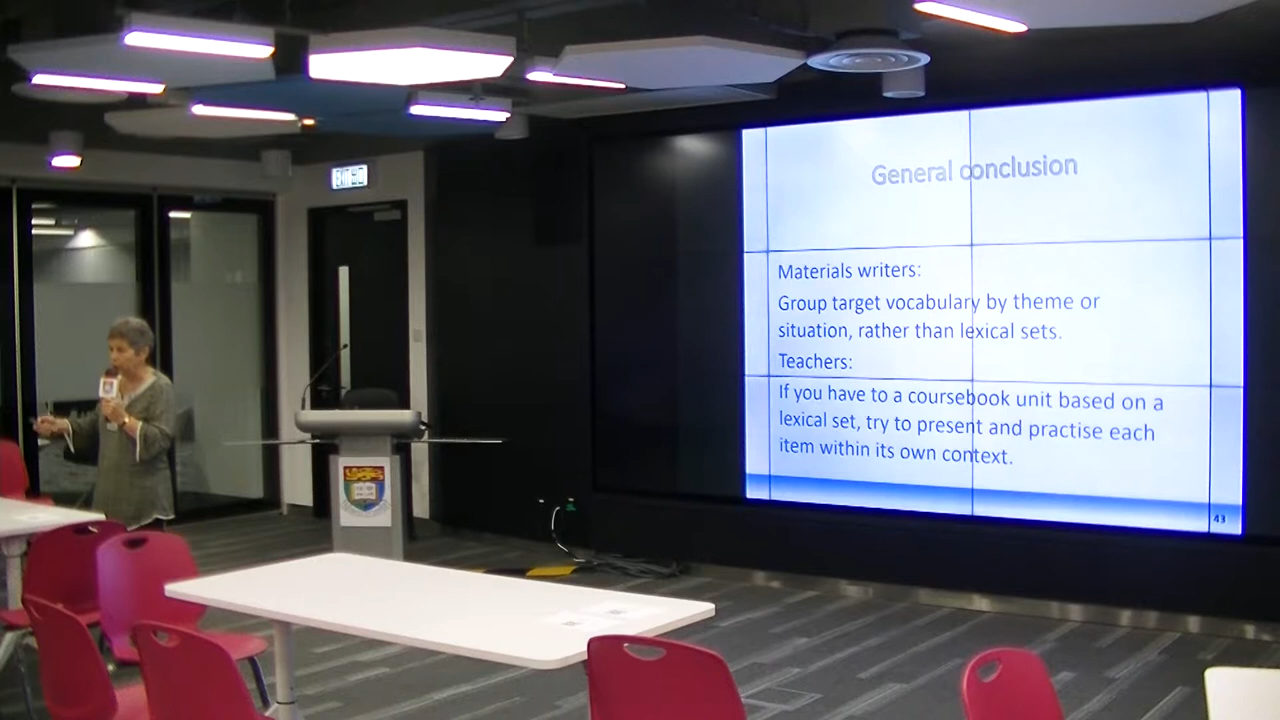 EXIT
General conclusion
Materials writers:
Group target vocabulary by theme or
situation, rather than lexical sets.
Teachers:
If you have to a coursebook unit based on a
lexical set, try to present and practise each
item within its own context.
43